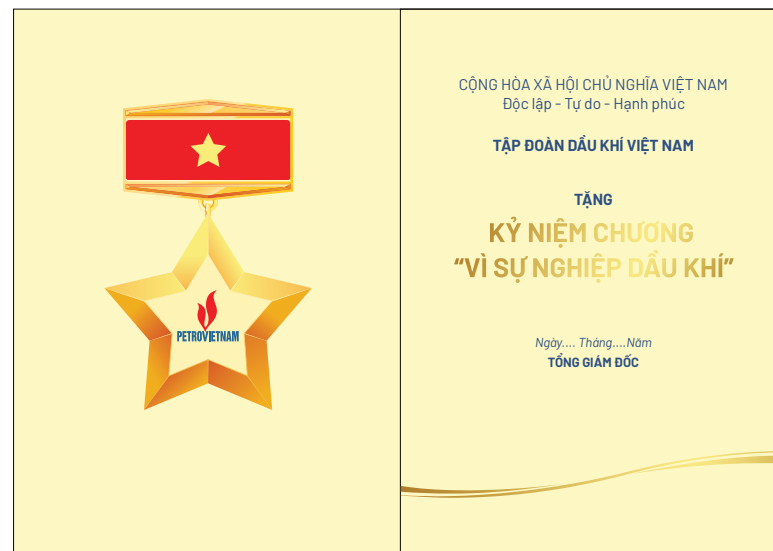 PETROVIETNAM
CỘNG HÒA XÃ HỘI CHỦ NGHĨA VIỆT NAM
Độc lập - Tự do - Hạnh phúc
TẬP ĐOÀN DẦU KHÍ VIỆT NAM
TẶNG
KỶ NIỆM CHƯƠNG
“VÌ SỰ NGHIỆP DẦU KHÍ”
Ngày.... Tháng....Năm
TỔNG GIÁM ĐỐC